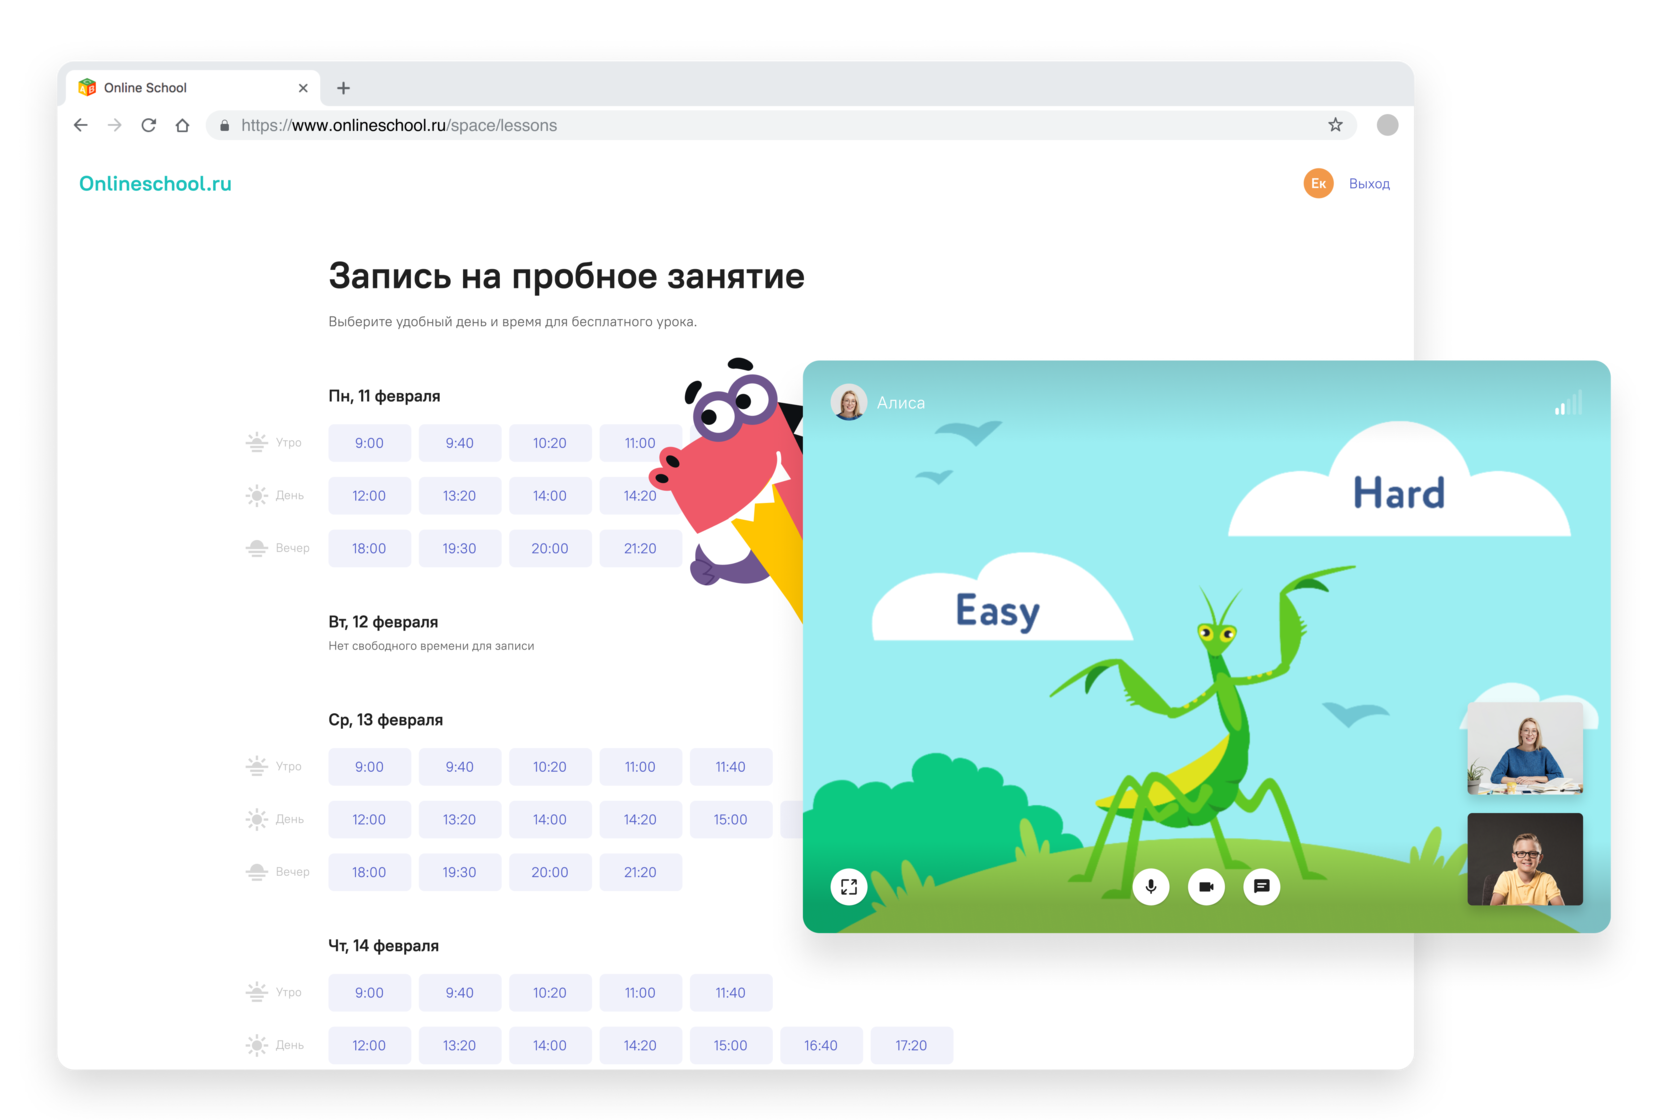 Online School
https://www.onlineschool.ru/space/lessons
Onlineschool.ru
Ек Выход
Запись на пробное занятие
Выберите удобный день и время для бесплатного урока.
Пн, 11 февраля
Утро 9:00 9:40 10:20 11:00
День 12:00 13:20 14:00 14:20
Вечер 18:00 19:30 20:00 21:20
Вт, 12 февраля
Нет свободного времени для записи
Ср, 13 февраля
Утро 9:00 9:40 10:20 11:00 11:40
День 12:00 13:20 14:00 14:20 15:00
Вечер 18:00 19:30 20:00 21:20
Чт, 14 февраля
Утро 9:00 9:40 10:20 11:00 11:40
День 12:00 13:20 14:00 14:20 15:00 16:40 17:20
Алиса
Hard
Easy